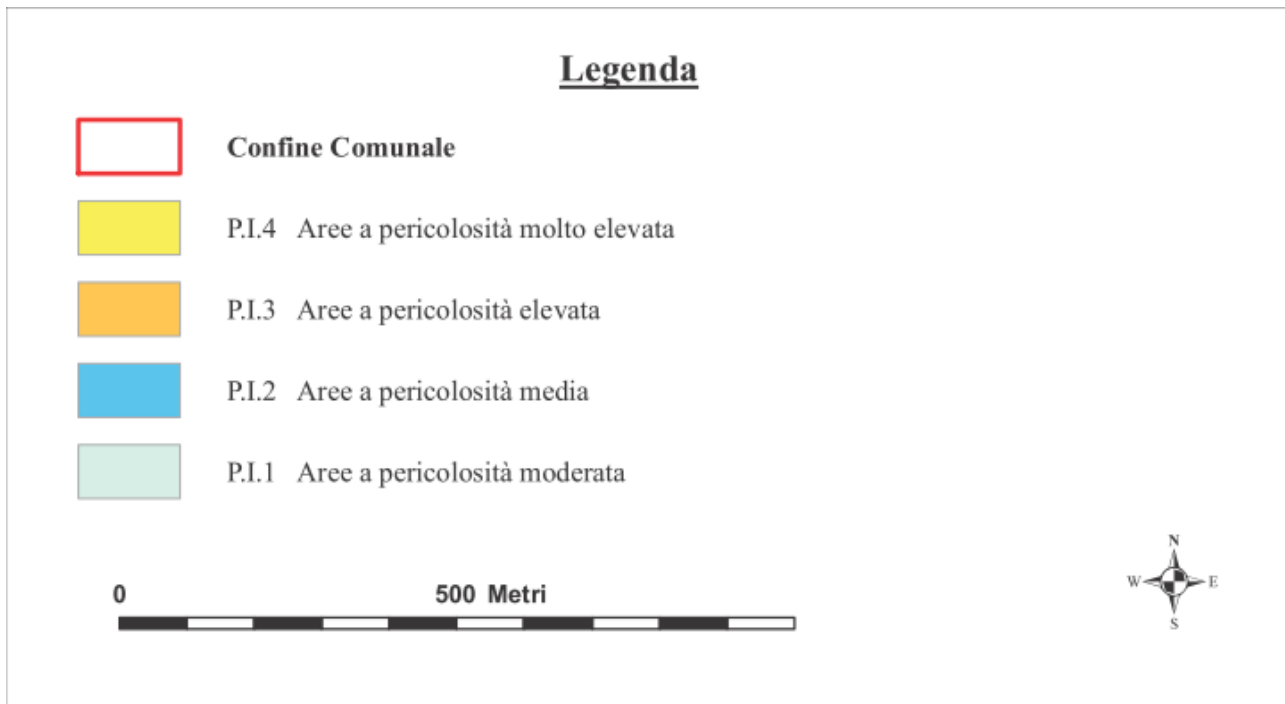 Legenda
Confine Comunale
P.I.4 Aree a pericolosità molto elevata
P.I.3 Aree a pericolosità elevata
P.I.2 Aree a pericolosità media
P.I.1 Aree a pericolosità moderata
0 500 Metri
N
W E
S